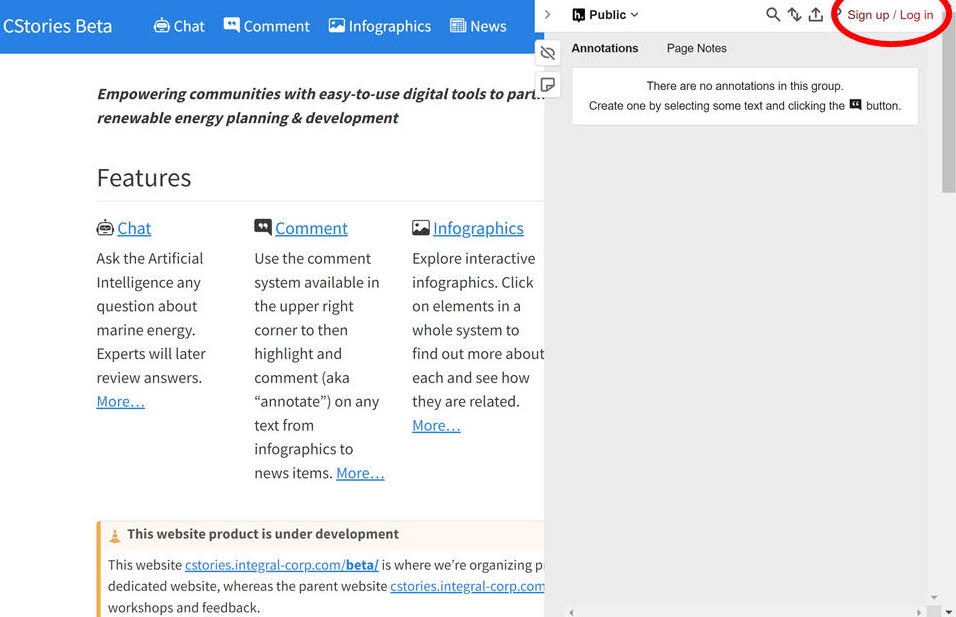 CStories Beta Chat Comment Infographics News
Empowering communities with easy-to-use digital tools to part
renewable energy planning & development
Features
Chat
Ask the Artificial
Intelligence any
question about
marine energy.
Experts will later
review answers.
More…
Comment
Use the comment
system available in
the upper right
corner to then
highlight and
comment (aka
“annotate”) on any
text from
infographics to
news items. More…
Infographics
Explore interactive
infographics. Click
on elements in a
whole system to
find out more about
each and see how
they are related.
More…
This website product is under development
This website cstories.integral-corp.com/beta/ is where we’re organizing p
dedicated website, whereas the parent website cstories.integral-corp.com
workshops and feedback.
h. Public Sign up / Log in
Annotations Page Notes
There are no annotations in this group.
Create one by selecting some text and clicking the button.